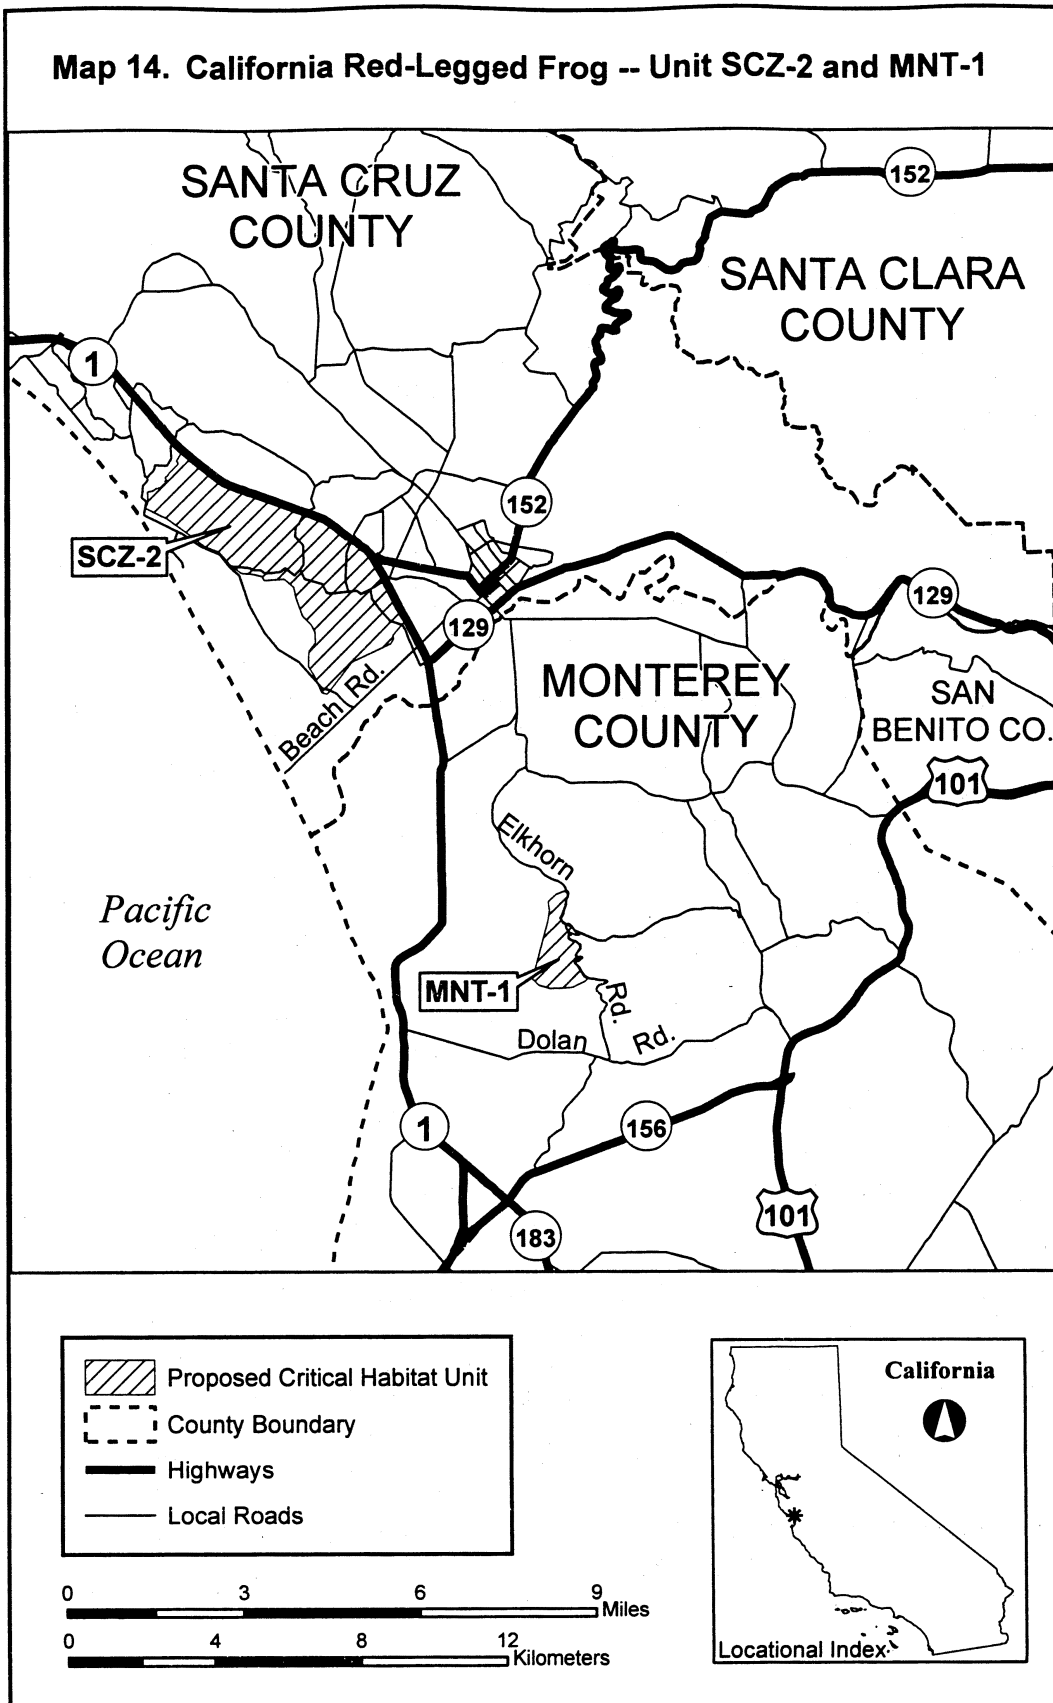 Map 14. California Red-Legged Frog -- Unit SCZ-2 and MNT-1
SANTA CRUZ
COUNTY
152
SANTA CLARA
COUNTY
1
152
SCZ-2
129
129
MONTEREY
COUNTY
SAN
BENITO CO.
Beach Rd.
101
Elkhorn
Pacific
Ocean
MNT-1
Rd.
Dolan Rd.
1
156
101
183
Proposed Critical Habitat Unit
County Boundary
Highways
Local Roads
0 3 6 9
Miles
0 4 8 12
Kilometers
California
Locational Index